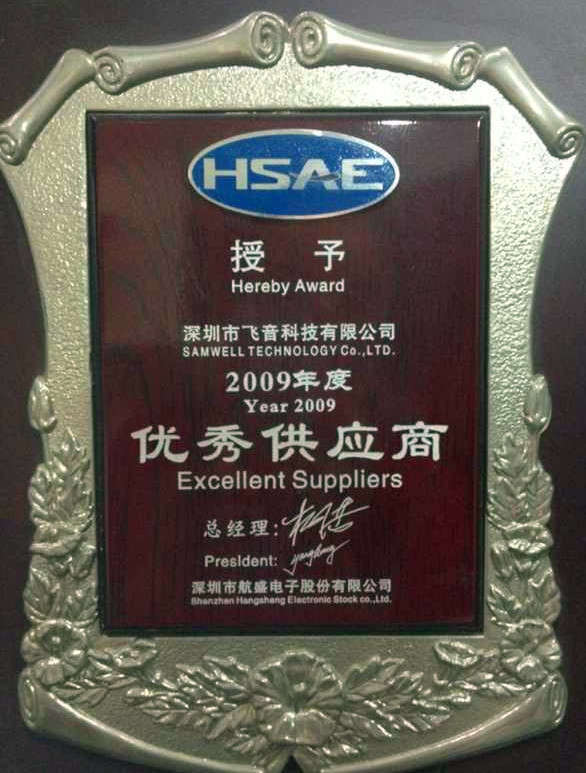 HSAE
授 予
Hereby Award
深圳市飞音科技有限公司
SAMWELL TECHNOLOGY Co.,LTD.
2009年度
Year 2009
优秀供应商
Excellent Suppliers
总经理:
President:
深圳市航盛电子股份有限公司
Shenzhen Hangsheng Electronic Stock co.,Ltd.